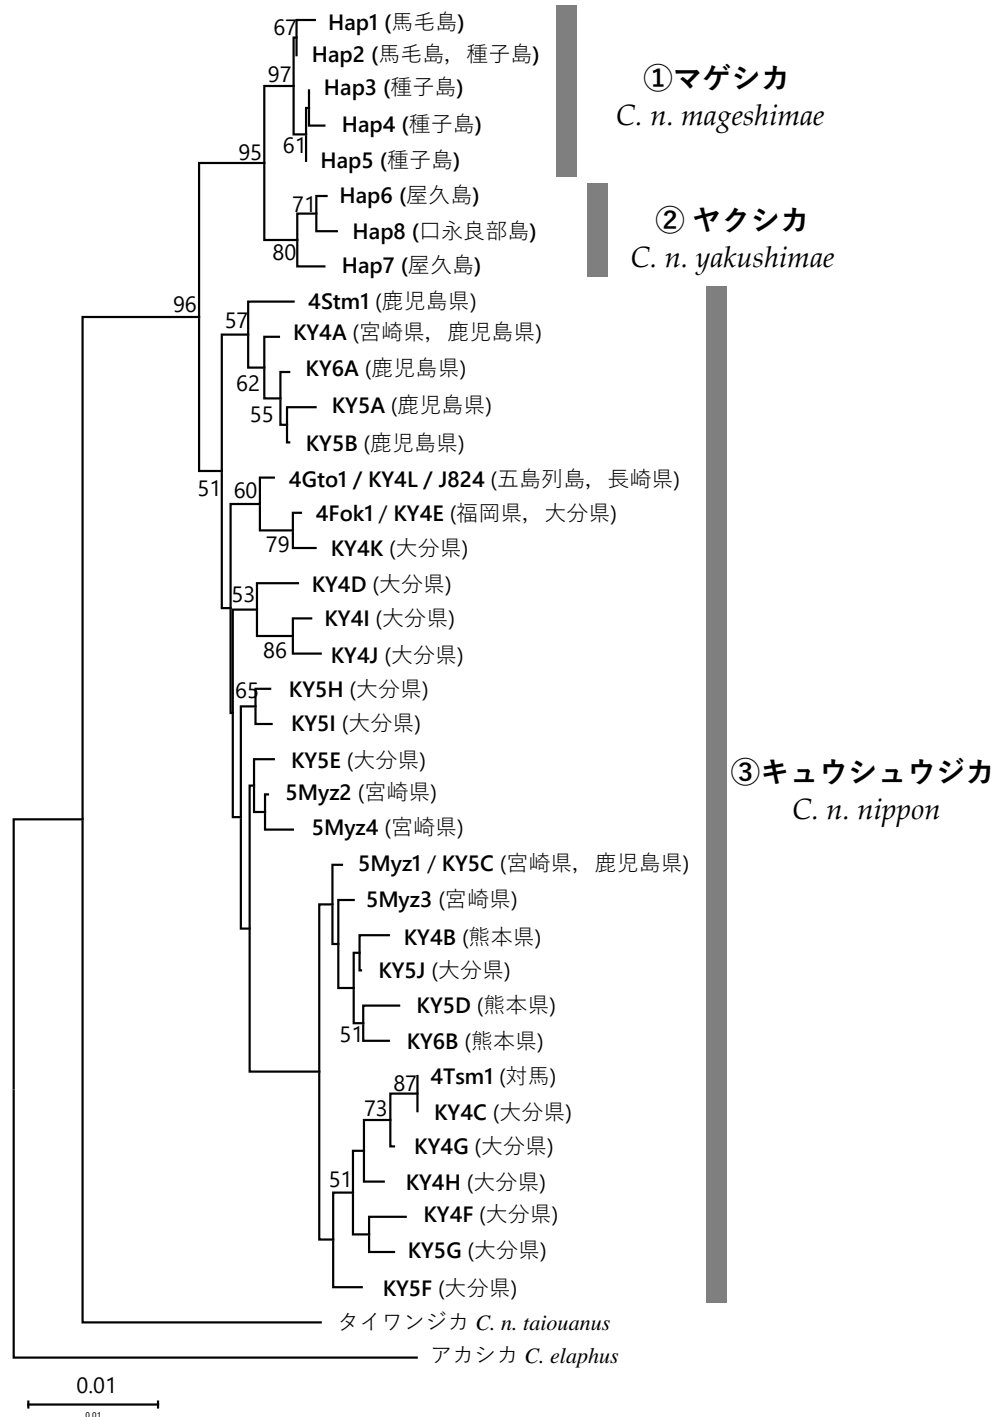 67
Hap1 (馬毛島)
Hap2 (馬毛島, 種子島)
97
Hap3 (種子島)
①マゲシカ
C. n. mageshimae
Hap4 (種子島)
61
95
Hap5 (種子島)
71
Hap6 (屋久島)
② ヤクシカ
Hap8 (口永良部島)
80
C. n. yakushimae
Hap7 (屋久島)
96
4Stm1 (鹿児島県)
57
KY4A (宮崎県, 鹿児島県)
KY6A (鹿児島県)
62
KY5A (鹿児島県)
55
KY5B (鹿児島県)
4Gto1 / KY4L / J824 (五島列島, 長崎県)
51
60
4Fok1 / KY4E (福岡県, 大分県)
79
KY4K (大分県)
KY4D (大分県)
53
KY4I (大分県)
86
KY4J (大分県)
65
KY5H (大分県)
KY5I (大分県)
KY5E (大分県)
③キュウシュウジカ
C. n. nippon
5Myz2 (宮崎県)
5Myz4 (宮崎県)
5Myz1 / KY5C (宮崎県, 鹿児島県)
5Myz3 (宮崎県)
KY4B (熊本県)
KY5J (大分県)
KY5D (熊本県)
51
KY6B (熊本県)
87
4Tsm1 (対馬)
73
KY4C (大分県)
KY4G (大分県)
51
KY4H (大分県)
KY4F (大分県)
KY5G (大分県)
KY5F (大分県)
タイワンジカ C. n. taiouanus
アカシカ C. elaphus
0.01
0.01